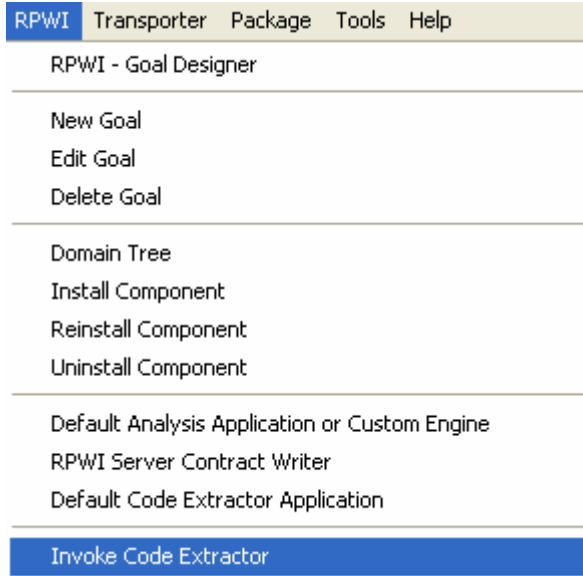 RPWI Transporter Package Tools Help
RPWI - Goal Designer
New Goal
Edit Goal
Delete Goal
Domain Tree
Install Component
Reinstall Component
Uninstall Component
Default Analysis Application or Custom Engine
RPWI Server Contract Writer
Default Code Extractor Application
Invoke Code Extractor